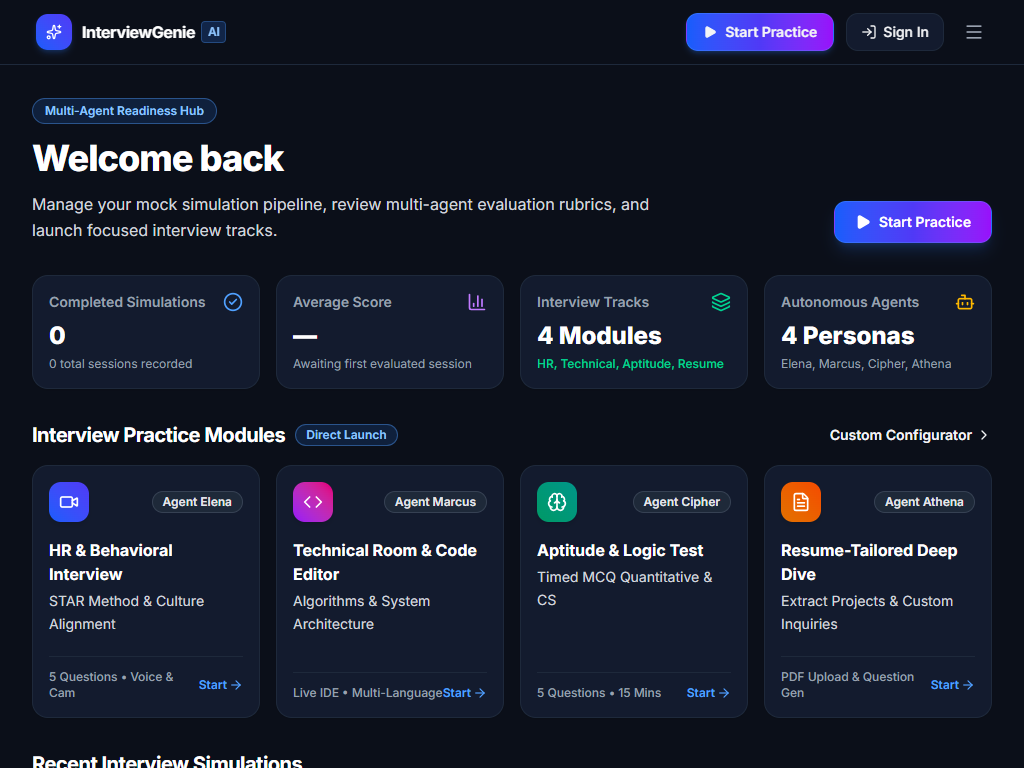 InterviewGenie AI
Start Practice
Sign In
Multi-Agent Readiness Hub
Welcome back
Manage your mock simulation pipeline, review multi-agent evaluation rubrics, and
launch focused interview tracks.
Start Practice
Completed Simulations
0
0 total sessions recorded
Average Score
—
Awaiting first evaluated session
Interview Tracks
4 Modules
HR, Technical, Aptitude, Resume
Autonomous Agents
4 Personas
Elena, Marcus, Cipher, Athena
Interview Practice Modules
Direct Launch
Custom Configurator
Agent Elena
HR & Behavioral
Interview
STAR Method & Culture
Alignment
5 Questions • Voice &
Cam
Start
Agent Marcus
Technical Room & Code
Editor
Algorithms & System
Architecture
Live IDE • Multi-Language
Start
Agent Cipher
Aptitude & Logic Test
Timed MCQ Quantitative &
CS
5 Questions • 15 Mins
Start
Agent Athena
Resume-Tailored Deep
Dive
Extract Projects & Custom
Inquiries
PDF Upload & Question
Gen
Start
Recent Interview Simulations